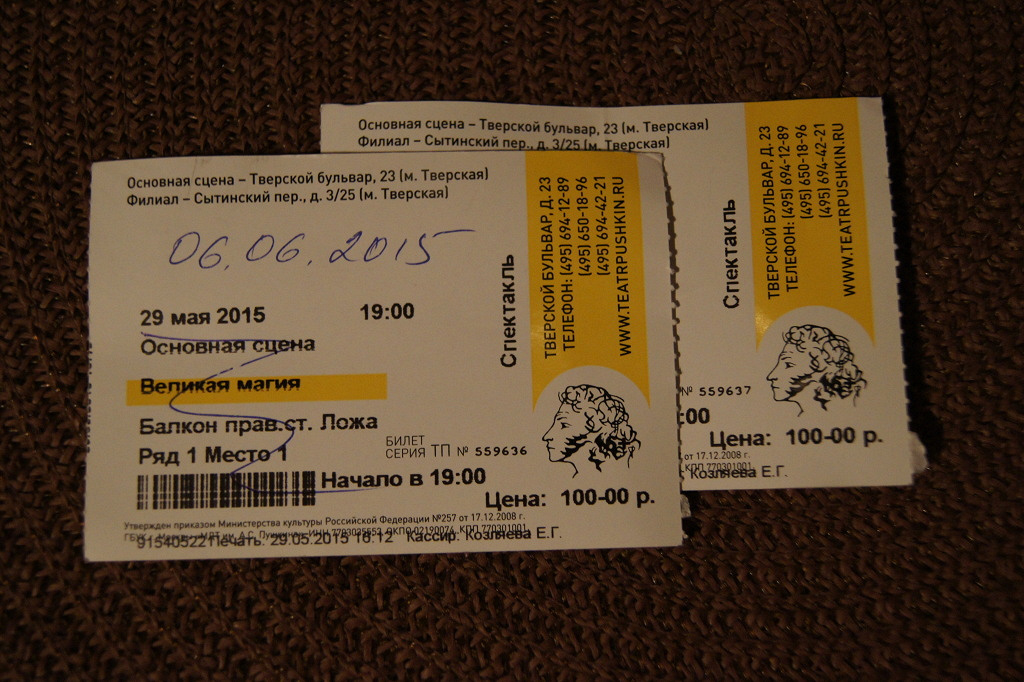 Основная сцена – Тверской бульвар, 23 (м. Тверская)
Филиал – Сытинский пер., д. 3/25 (м. Тверская)
06.06.2015
29 мая 2015 19:00
Основная сцена
Великая магия
Балкон прав.ст. Ложа
Ряд 1 Место 1
БИЛЕТ
СЕРИЯ ТП № 559636
Начало в 19:00
Цена: 100-00 р.
Утвержден приказом Министерства культуры Российской Федерации №257 от 17.12.2008 г.
91540522 Печать: 29.05.2015 18:12 Кассир: Козляева Е.Г.
Спектакль
ТВЕРСКОЙ БУЛЬВАР, Д. 23
ТЕЛЕФОН: (495) 694-12-89
(495) 650-18-96
(495) 694-42-21
WWW.TEATRPUSHKIN.RU
Основная сцена – Тверской бульвар, 23 (м. Тверская)
Филиал – Сытинский пер., д. 3/25 (м. Тверская)
№ 559637
:00
Цена: 100-00 р.
от 17.12.2008 г.
КПП 770301001
Козляева Е.Г.
Спектакль
ТВЕРСКОЙ БУЛЬВАР, Д. 23
ТЕЛЕФОН: (495) 694-12-89
(495) 650-18-96
(495) 694-42-21
WWW.TEATRPUSHKIN.RU